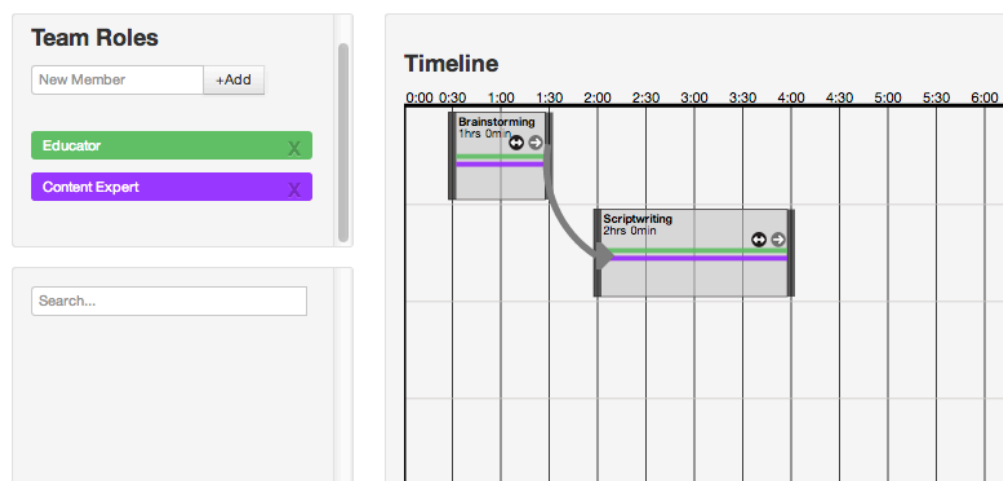 Team Roles
New Member
+Add
Educator X
Content Expert X
Search...
Timeline
0:00 0:30 1:00 1:30 2:00 2:30 3:00 3:30 4:00 4:30 5:00 5:30 6:00
Brainstorming
1hrs 0min
Scriptwriting
2hrs 0min